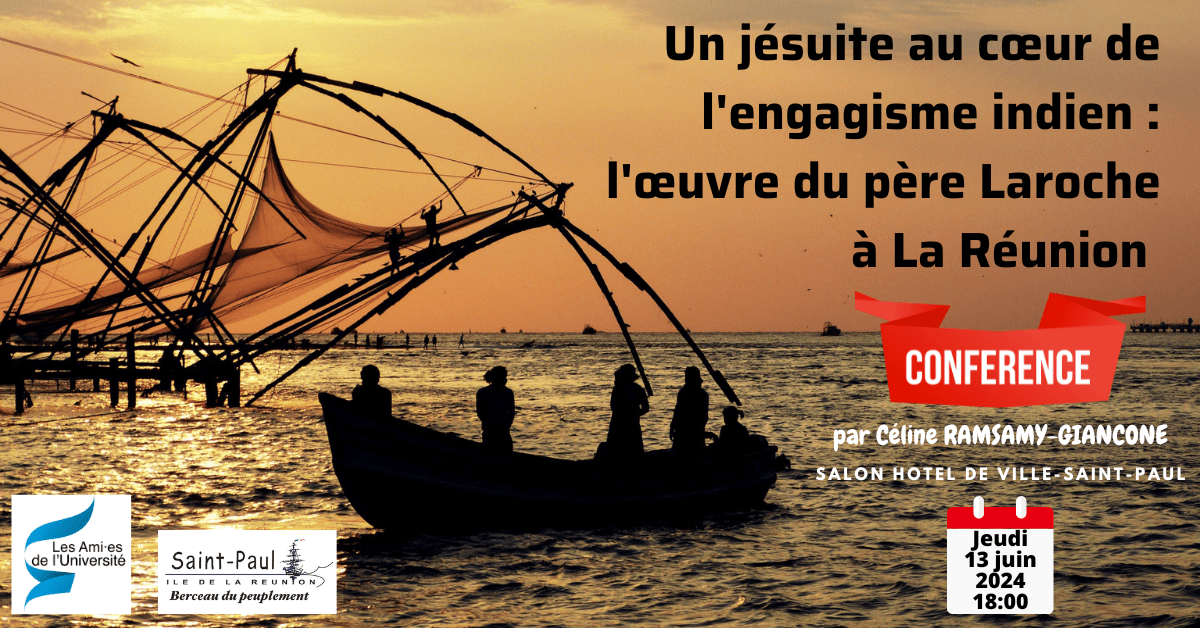 Un jésuite au cœur de
l'engagisme indien :
l'œuvre du père Laroche
à La Réunion
CONFERENCE
par Céline RAMSAMY-GIANCONE
SALON HOTEL DE VILLE-SAINT-PAUL
Jeudi
13 juin
2024
18:00
Les Ami·es
de l'Université
Saint-Paul
ILE DE LA REUNION
Berceau du peuplement